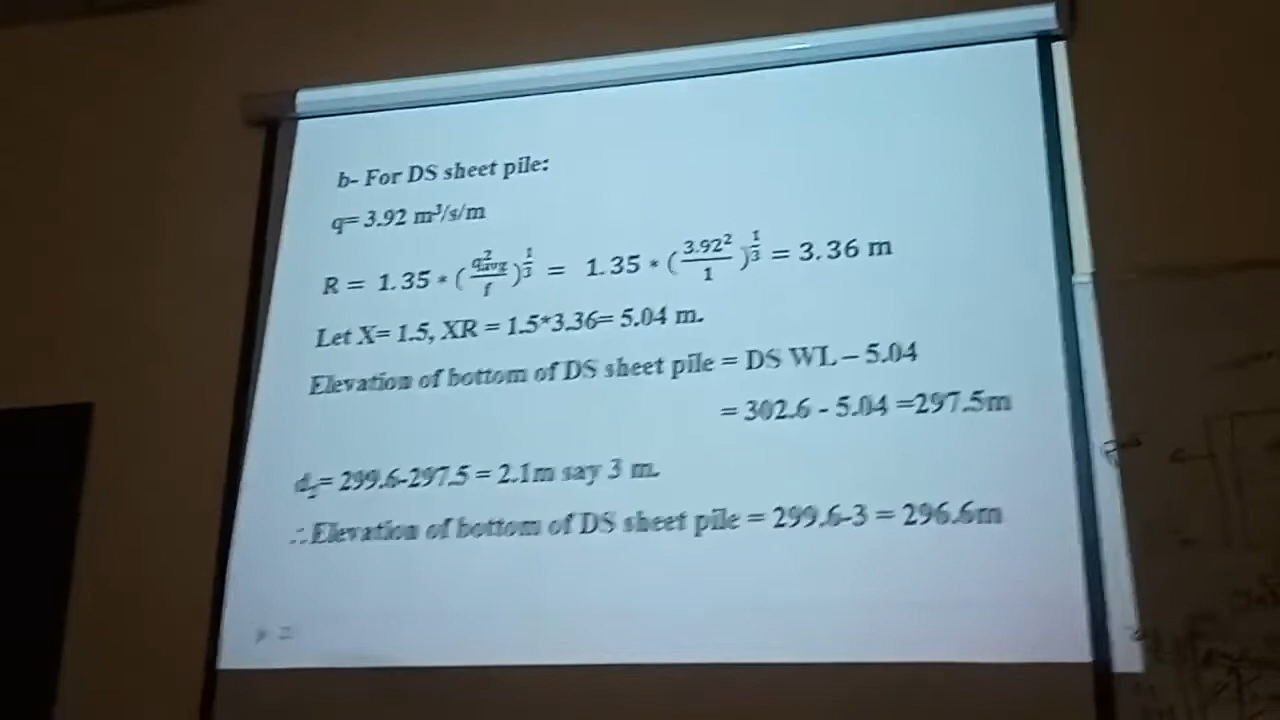 b- For DS sheet pile:
q= 3.92 m³/s/m
R = 1.35 * (q²avg/f)^1/3 = 1.35 * (3.92²/1)^1/3 = 3.36 m
Let X= 1.5, XR = 1.5*3.36= 5.04 m.
Elevation of bottom of DS sheet pile = DS WL – 5.04
= 302.6 - 5.04 =297.5m
d₂= 299.6-297.5 = 2.1m say 3 m.
∴Elevation of bottom of DS sheet pile = 299.6-3 = 296.6m